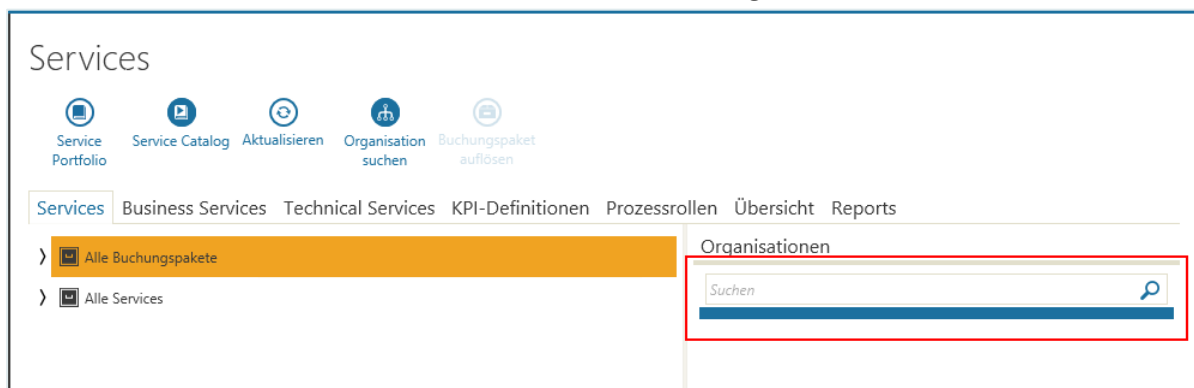 Services
Service Portfolio
Service Catalog
Aktualisieren
Organisation suchen
Buchungspaket auflösen
Services Business Services Technical Services KPI-Definitionen Prozessrollen Übersicht Reports
Alle Buchungspakete
Alle Services
Organisationen
Suchen